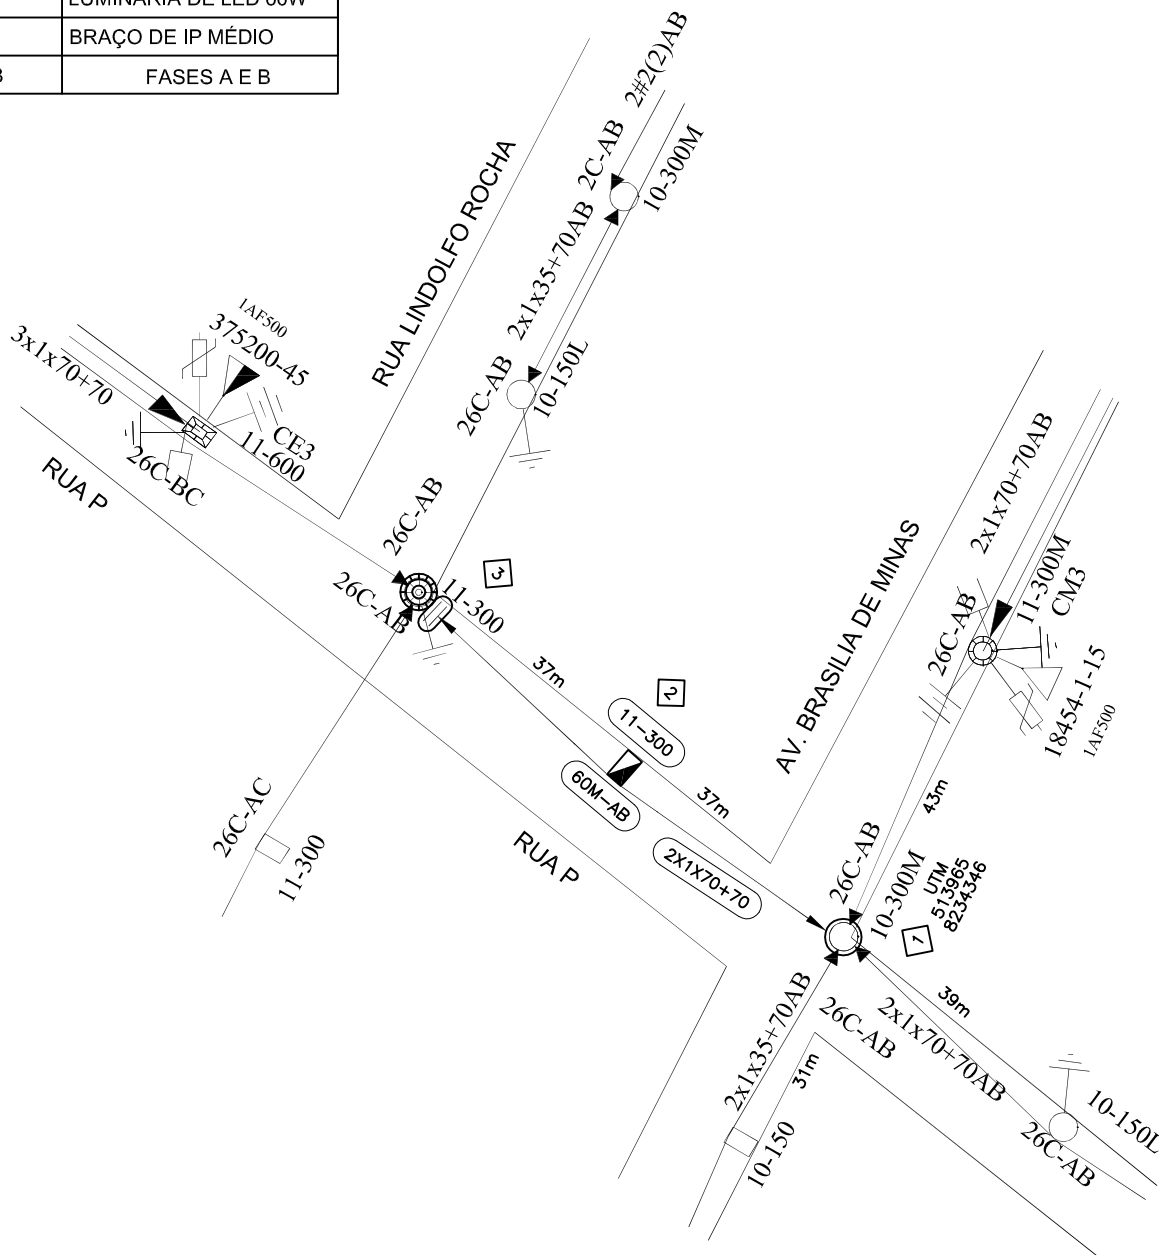 LUMINÁRIA DE LED 60W
BRAÇO DE IP MÉDIO
B
FASES A E B
2#2(2)AB
2C-AB
10-300M
2x1x35+70AB
RUA LINDOLFO ROCHA
26C-AB
10-150L
1AF500
375200-45
3x1x70+70
CE3
11-600
26C-BC
RUA P
26C-AB
26C-AB
11-300
3
37m
2
11-300
60M-AB
37m
2X1X70+70
RUA P
26C-AC
11-300
AV. BRASILIA DE MINAS
2x1x70+70AB
11-300M
CM3
26C-AB
18454-1-15
1AF500
43m
26C-AB
10-300M
UTM
513965
8234346
1
39m
2x1x70+70AB
26C-AB
2x1x35+70AB
31m
10-150
10-150L
26C-AB